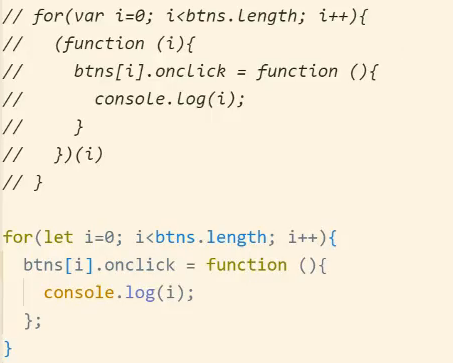 // for(var i=0; i<btns.length; i++){
//   (function (i){
//     btns[i].onclick = function (){
//       console.log(i);
//     }
//   })(i)
// }
for(let i=0; i<btns.length; i++){
  btns[i].onclick = function (){
    console.log(i);
  };
}